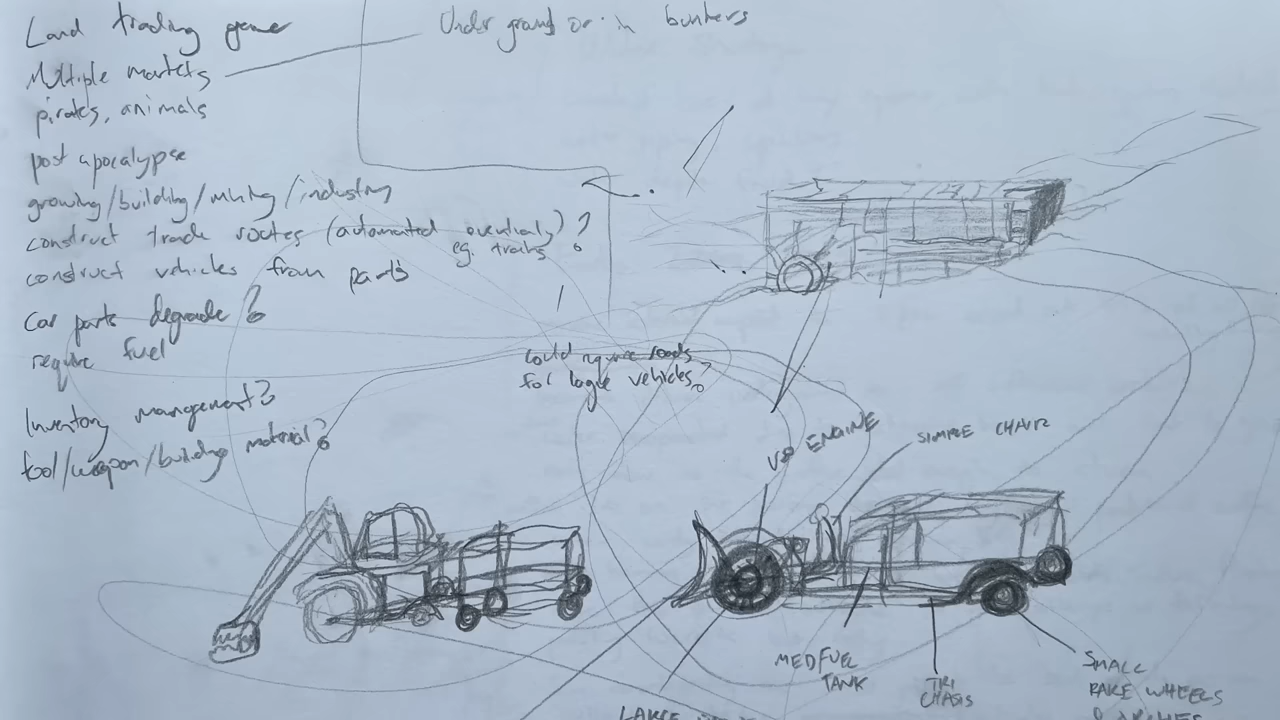 Land trading game
Multiple markets
Underground or in bunkers
pirates, animals
post apocalypse
growing/building/mining/industry
construct trade routes (automated eventually)?
eg. trains
construct vehicles from parts
Car parts degrade?
require fuel
could require roads
for large vehicles?
Inventory management?
tool/weapon/building material?
V8 ENGINE
SIMPLE CHAIR
MED FUEL
TANK
TRI
CHASIS
SMALL
WHEELS
LARGE